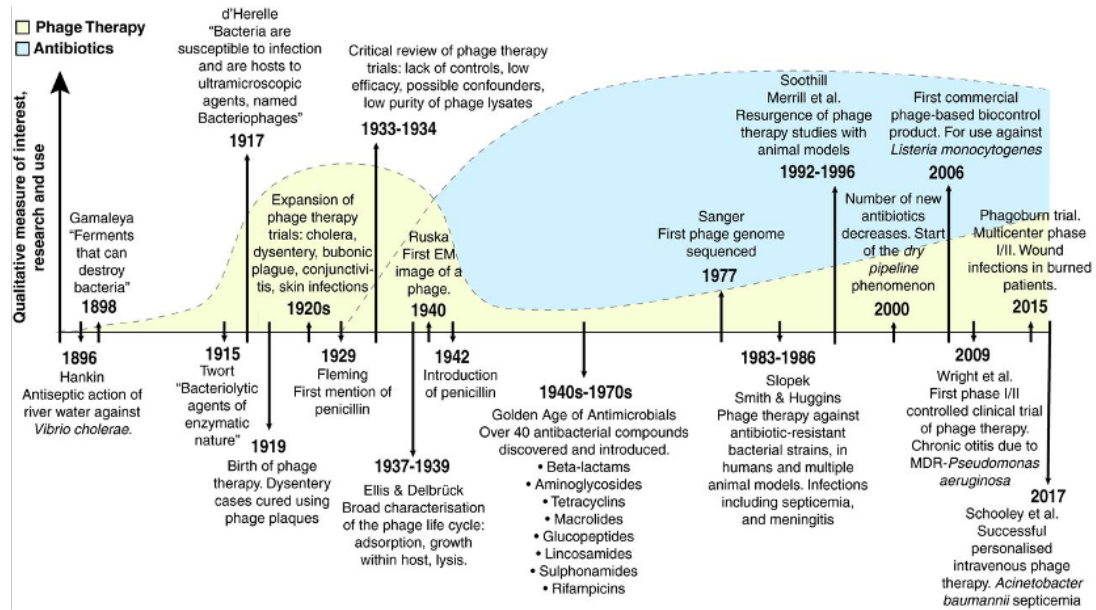 Phage Therapy
Antibiotics
Qualitative measure of interest,
research and use
Hankin
1896
Antiseptic action of
river water against
Vibrio cholerae.
Gamaleya
“Ferments
that can
destroy
bacteria”
1898
1915
Twort
“Bacteriolytic
agents of
enzymatic
nature”
d’Herelle
“Bacteria are
susceptible to infection
and are hosts to
ultramicroscopic
agents, named
Bacteriophages”
1917
1919
Birth of phage
therapy. Dysentery
cases cured using
phage plaques
Expansion of
phage therapy
trials: cholera,
dysentery, bubonic
plague, conjunctivi-
tis, skin infections
1920s
1929
Fleming
First mention of
penicillin
Critical review of phage therapy
trials: lack of controls, low
efficacy, possible confounders,
low purity of phage lysates
1933-1934
1937-1939
Ellis & Delbrück
Broad characterisation
of the phage life cycle:
adsorption, growth
within host, lysis.
Ruska
First EM
image of a
phage.
1940
1942
Introduction
of penicillin
1940s-1970s
Golden Age of Antimicrobials
Over 40 antibacterial compounds
discovered and introduced.
• Beta-lactams
• Aminoglycosides
• Tetracyclins
• Macrolides
• Glucopeptides
• Lincosamides
• Sulphonamides
• Rifampicins
Sanger
First phage genome
sequenced
1977
1983-1986
Slopek
Smith & Huggins
Phage therapy against
antibiotic-resistant
bacterial strains, in
humans and multiple
animal models. Infections
including septicemia,
and meningitis
Soothill
Merrill et al.
Resurgence of phage
therapy studies with
animal models
1992-1996
Number of new
antibiotics
decreases. Start
of the dry
pipeline
phenomenon
2000
First commercial
phage-based biocontrol
product. For use against
Listeria monocytogenes
2006
2009
Wright et al.
First phase I/II
controlled clinical trial
of phage therapy.
Chronic otitis due to
MDR-Pseudomonas
aeruginosa
Phagoburn trial.
Multicenter phase
I/II. Wound
infections in burned
patients.
2015
2017
Schooley et al.
Successful
personalised
intravenous phage
therapy. Acinetobacter
baumannii septicemia